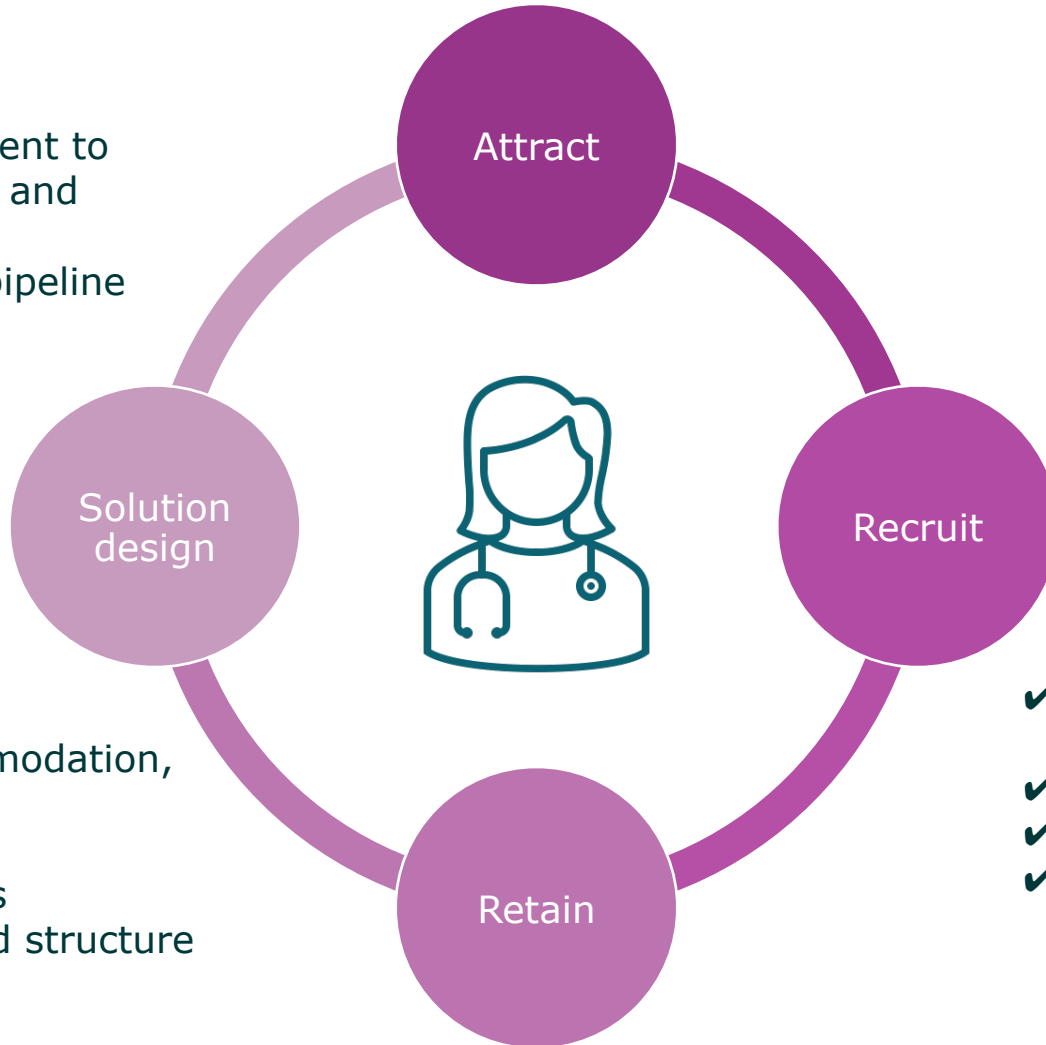 Attract
ent to
and
pipeline
Solution
design
Recruit
✔
modation,
✔
✔
✔
s
d structure
Retain